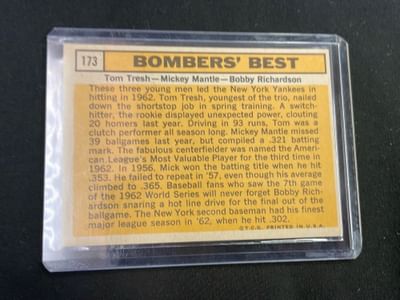 173 BOMBERS' BEST
Tom Tresh—Mickey Mantle—Bobby Richardson
These three young men led the New York Yankees in
hitting in 1962. Tom Tresh, youngest of the trio, nailed
down the shortstop job in spring training. A switch-
hitter, the rookie displayed unexpected power, clouting
20 homers last year. Driving in 93 runs, Tom was a
clutch performer all season long. Mickey Mantle missed
39 ballgames last year, but compiled a .321 batting
mark. The fabulous centerfielder was named the Ameri-
can League's Most Valuable Player for the third time in
1962. In 1956, Mick won the batting title when he hit
.353. He failed to repeat in '57, even though his average
climbed to .365. Baseball fans who saw the 7th game
of the 1962 World Series will never forget Bobby Rich-
ardson snaring a hot line drive for the final out of the
ballgame. The New York second baseman had his finest
major league season in '62, when he hit .302.
©T.C.G. PRINTED IN U.S.A.